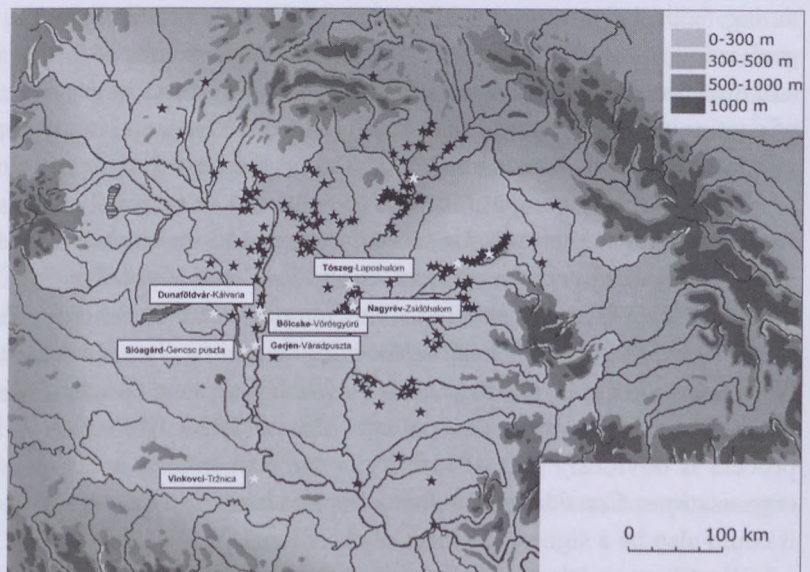 0-300 m
300-500 m
500-1000 m
1000 m
Tószeg-Laposhalom
Dunaföldvár-Kálvária
Nagyrév-Zsidóhalom
Bölcske-Vörösgyűrű
Gerjen-Váradpuszta
Sióagárd-Gencsc puszta
Vinkovci-Tržnica
0 100 km